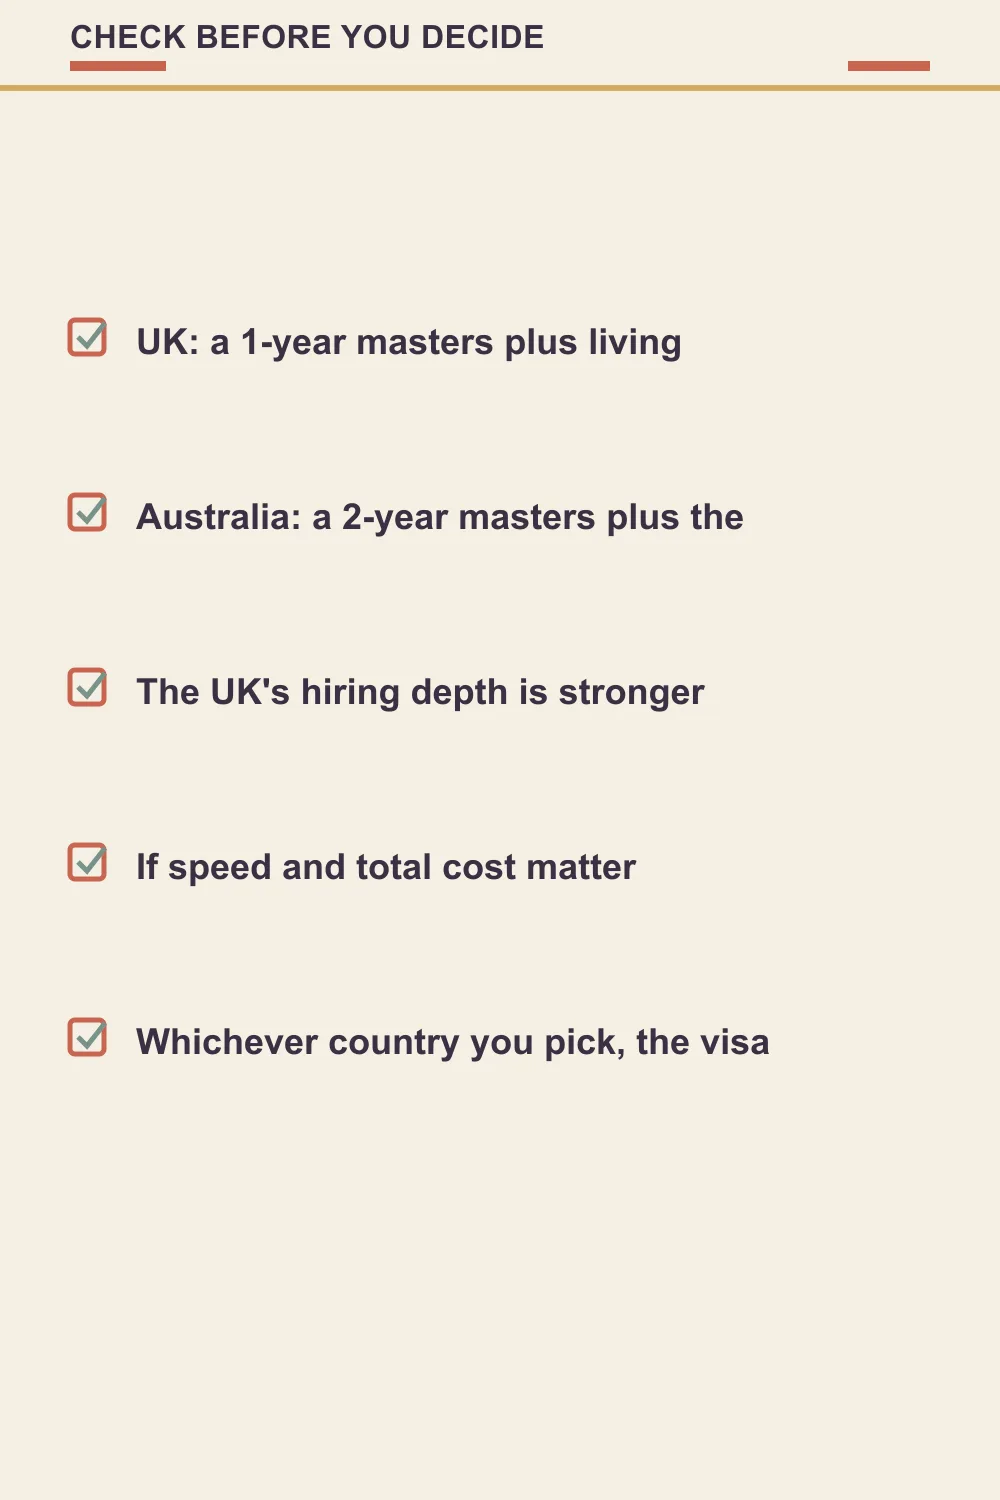 CHECK BEFORE YOU DECIDE
UK: a 1-year masters plus living
Australia: a 2-year masters plus the
The UK's hiring depth is stronger
If speed and total cost matter
Whichever country you pick, the visa